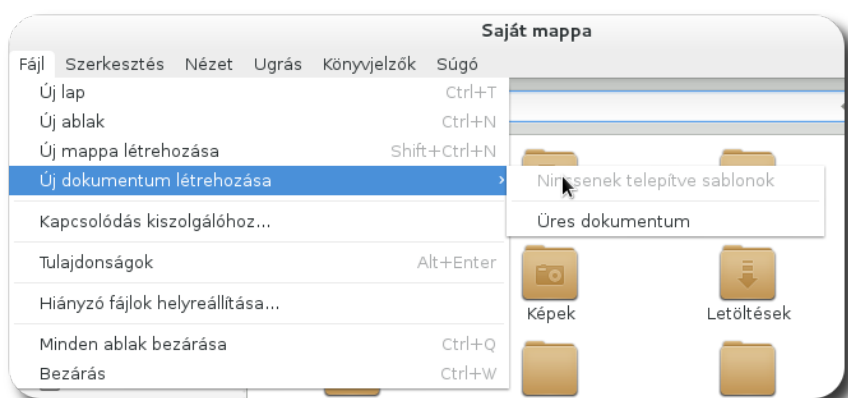 Saját mappa
Fájl Szerkesztés Nézet Ugrás Könyvjelzők Súgó
Új lap Ctrl+T
Új ablak Ctrl+N
Új mappa létrehozása Shift+Ctrl+N
Új dokumentum létrehozása
Nincsenek telepítve sablonok
Üres dokumentum
Kapcsolódás kiszolgálóhoz...
Tulajdonságok Alt+Enter
Hiányzó fájlok helyreállítása...
Képek Letöltések
Minden ablak bezárása Ctrl+Q
Bezárás Ctrl+W